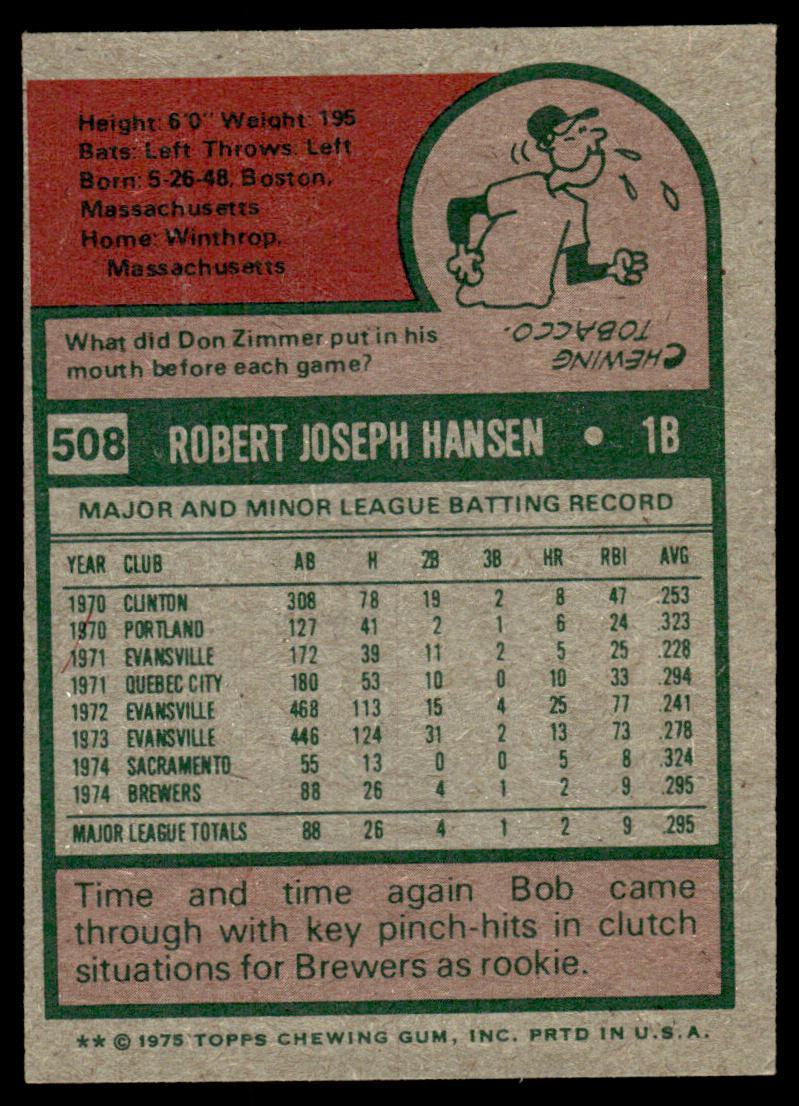 Height: 6'0" Weight: 195
Bats: Left Throws: Left
Born: 5-26-48, Boston,
Massachusetts
Home: Winthrop,
Massachusetts
What did Don Zimmer put in his
mouth before each game?
CHEWING
TOBACCO.
508 ROBERT JOSEPH HANSEN • 1B
MAJOR AND MINOR LEAGUE BATTING RECORD
YEAR CLUB AB H 2B 3B HR RBI AVG
1970 CLINTON 308 78 19 2 8 47 .253
1970 PORTLAND 127 41 2 1 6 24 .323
1971 EVANSVILLE 172 39 11 2 5 25 .228
1971 QUEBEC CITY 180 53 10 0 10 33 .294
1972 EVANSVILLE 468 113 15 4 25 77 .241
1973 EVANSVILLE 446 124 31 2 13 73 .278
1974 SACRAMENTO 55 13 0 0 5 8 .324
1974 BREWERS 88 26 4 1 2 9 .295
MAJOR LEAGUE TOTALS 88 26 4 1 2 9 .295
Time and time again Bob came
through with key pinch-hits in clutch
situations for Brewers as rookie.
** © 1975 TOPPS CHEWING GUM, INC. PRTD IN U.S.A.